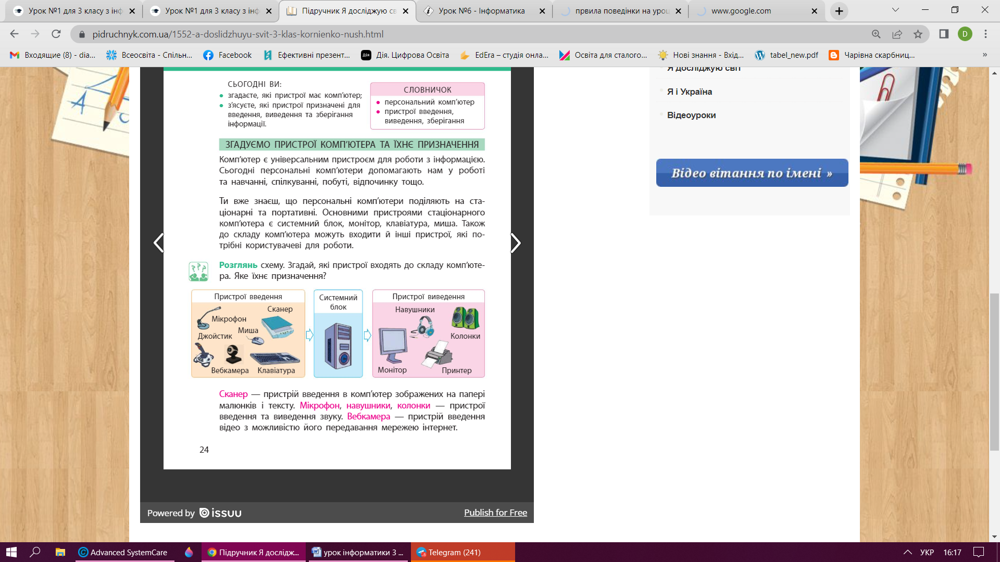 Урок №1 для 3 класу з інф
Урок №1 для 3 класу з інф
Підручник Я досліджую св
Урок №6 - Інформатика
првила поведінки на уроц
www.google.com
pidruchnyk.com.ua/1552-a-doslidzhuyu-svit-3-klas-kornienko-nush.html
D
Входящие (8) - dia...
Всеосвіта - Спільн...
Facebook
Ефективні презент...
Дія. Цифрова Освіта
EdEra – студія онла...
Освіта для сталого...
Нові знання - Вхід...
tabel_new.pdf
Чарівна скарбниц...
»
СЬОГОДНІ ВИ:
згадаєте, які пристрої має комп'ютер;
з'ясуєте, які пристрої призначені для
введення, виведення та зберігання
інформації.
СЛОВНИЧОК
персональний комп'ютер
пристрої введення,
виведення, зберігання
ЗГАДУЄМО ПРИСТРОЇ КОМП'ЮТЕРА ТА ЇХНЄ ПРИЗНАЧЕННЯ
Комп'ютер є універсальним пристроєм для роботи з інформацією.
Сьогодні персональні комп'ютери допомагають нам у роботі
та навчанні, спілкуванні, побуті, відпочинку тощо.
Ти вже знаєш, що персональні комп'ютери поділяють на ста-
ціонарні та портативні. Основними пристроями стаціонарного
комп'ютера є системний блок, монітор, клавіатура, миша. Також
до складу комп'ютера можуть входити й інші пристрої, які по-
трібні користувачеві для роботи.
???
Розглянь схему. Згадай, які пристрої входять до складу комп'юте-
ра. Яке їхнє призначення?
Пристрої введення
Мікрофон
Сканер
Джойстик
Миша
Вебкамера
Клавіатура
Системний
блок
Пристрої виведення
Навушники
Колонки
Монітор
Принтер
Сканер — пристрій введення в комп'ютер зображених на папері
малюнків і тексту. Мікрофон, навушники, колонки — пристрої
введення та виведення звуку. Вебкамера — пристрій введення
відео з можливістю його передавання мережею інтернет.
24
Powered by issuu
Publish for Free
Я досліджую світ
Я і Україна
Відеоуроки
Відео вітання по імені »
Advanced SystemCare
Підручник Я дослідж...
урок інформатики 3 ...
Telegram (241)
УКР
16:17